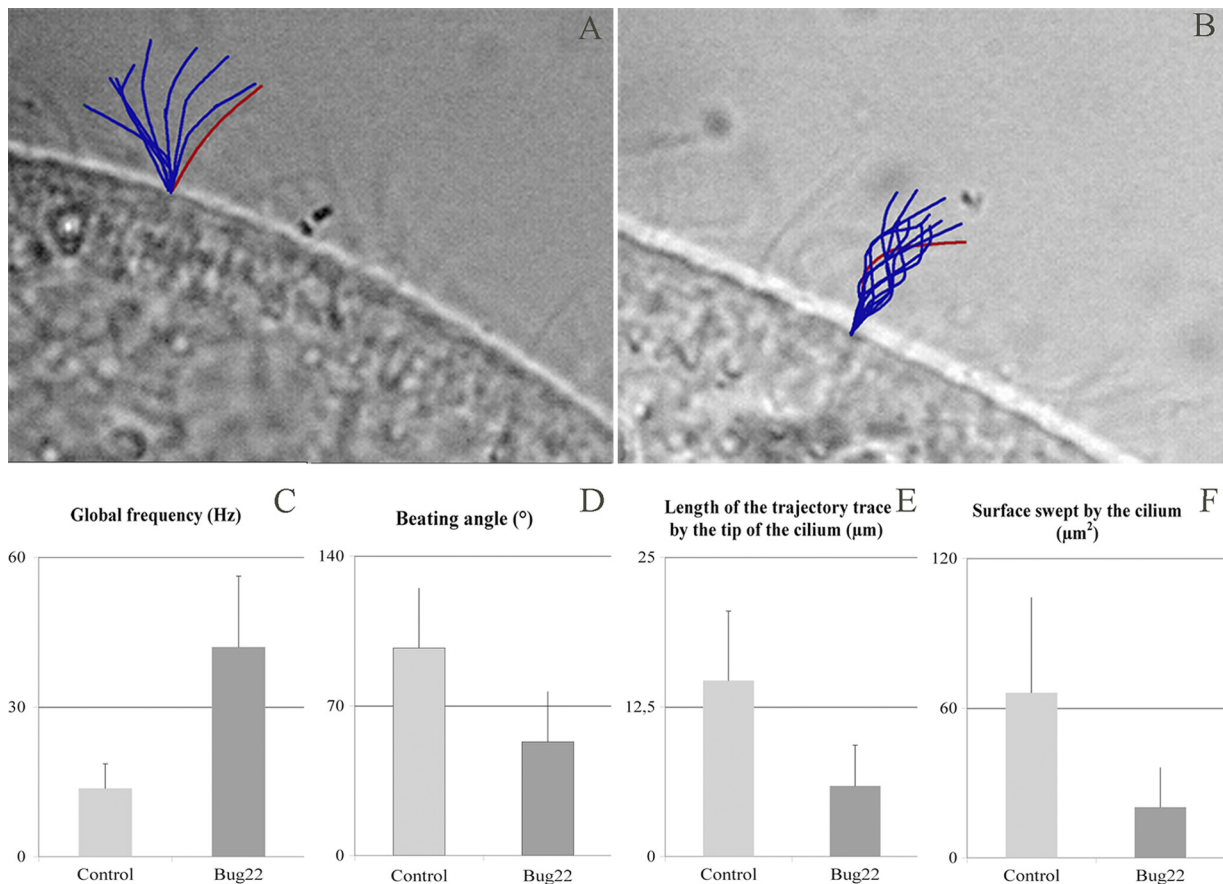 A
B
Global frequency (Hz)
C
60
30
0
Control
Bug22
Beating angle (°)
D
140
70
0
Control
Bug22
Length of the trajectory trace
by the tip of the cilium (µm)
E
25
12,5
0
Control
Bug22
Surface swept by the cilium
(µm²)
F
120
60
0
Control
Bug22